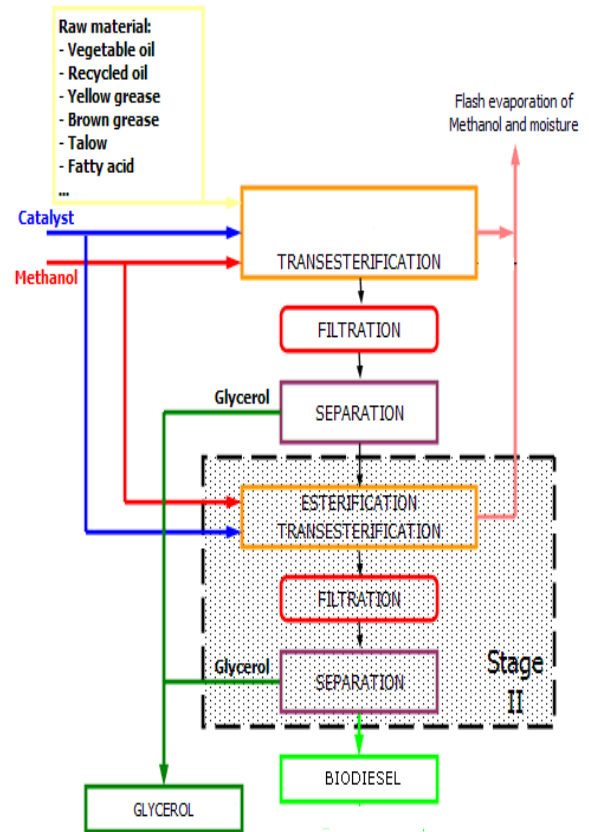 Raw material:
- Vegetable oil
- Recycled oil
- Yellow grease
- Brown grease
- Talow
- Fatty acid
...
Flash evaporation of
Methanol and moisture
Catalyst
Methanol
TRANSESTERIFICATION
FILTRATION
Glycerol
SEPARATION
ESTERIFICATION
TRANSESTERIFICATION
FILTRATION
Glycerol
SEPARATION
Stage
II
BIODIESEL
GLYCEROL